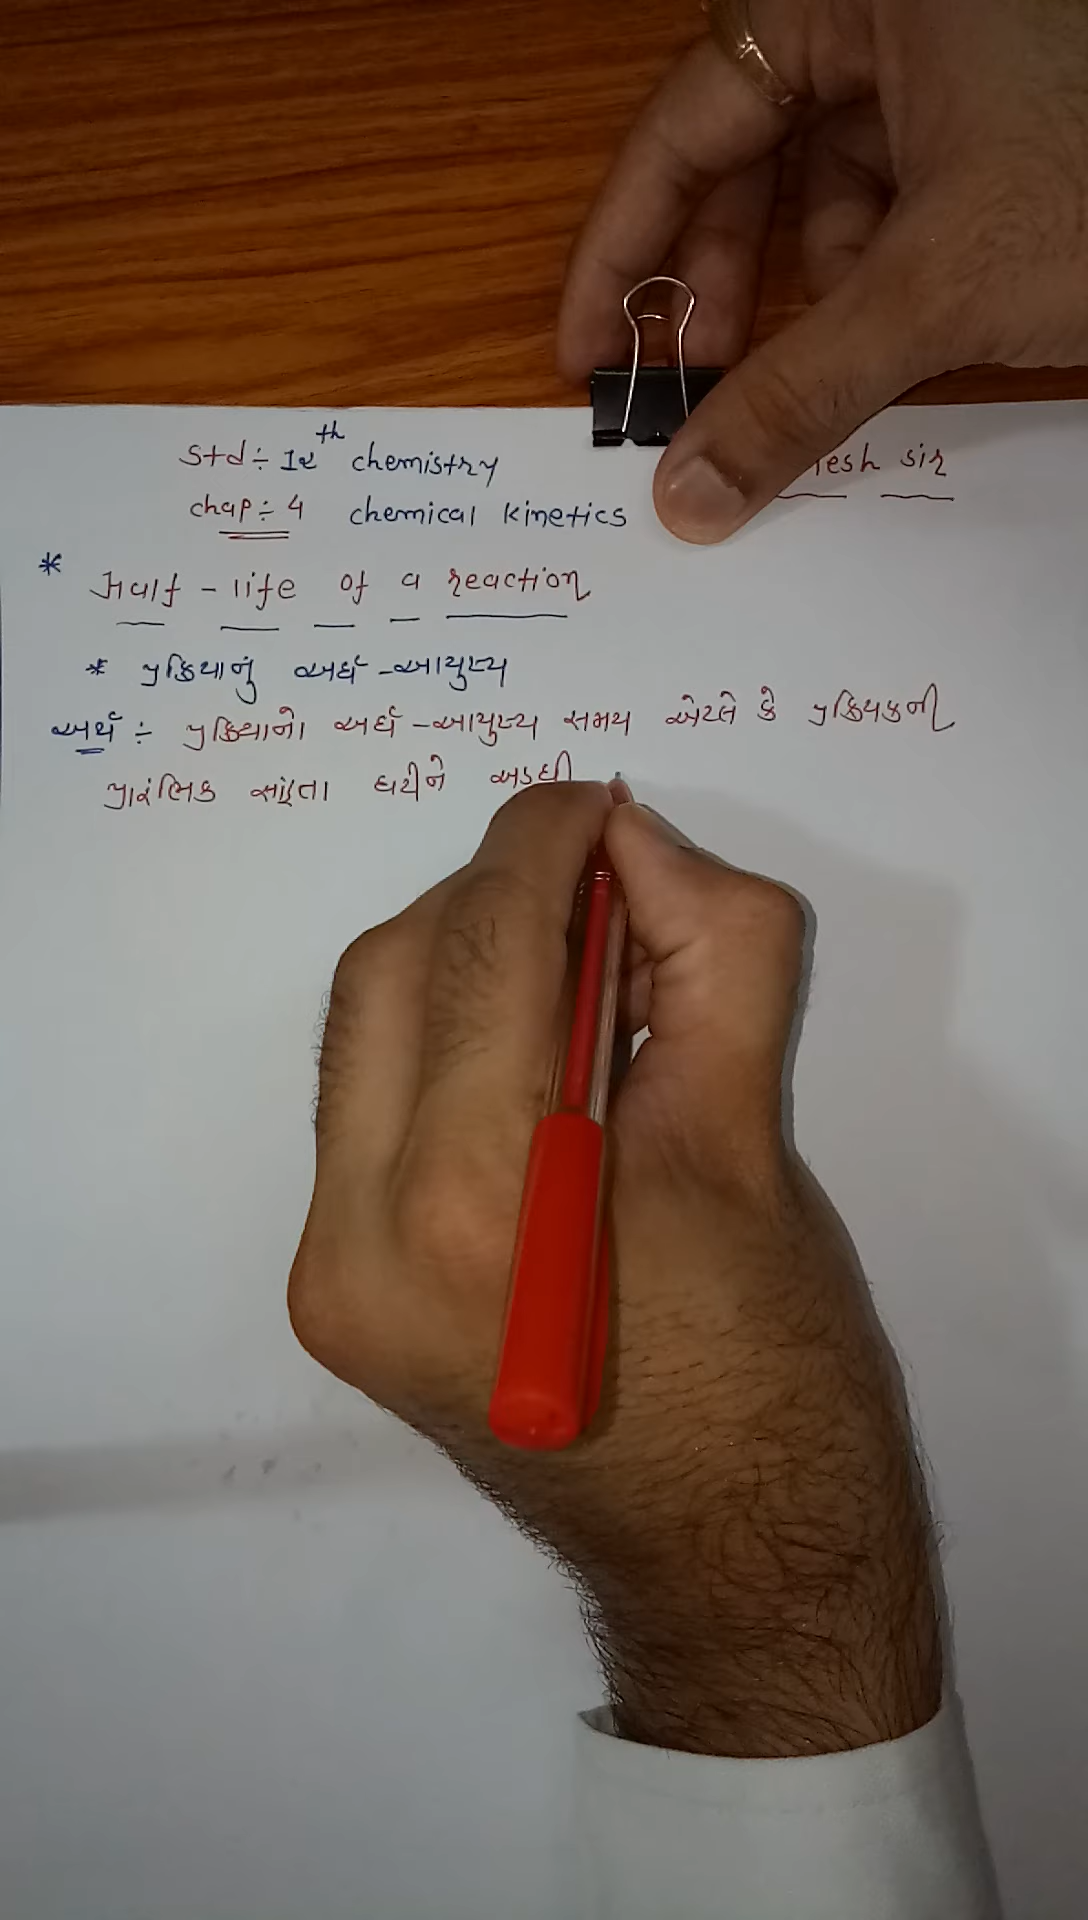 Std ÷ 12th chemistry sir
chap ÷ 4 chemical kinetics
* Half - life of a reaction
* પ્રક્રિયાનું અર્ધ - આયુષ્ય
અર્થ ÷ પ્રક્રિયાનો અર્ધ - આયુષ્ય સમય એટલે કે પ્રક્રિયકની
પ્રારંભિક સાંદ્રતા ઘટીને અડધી